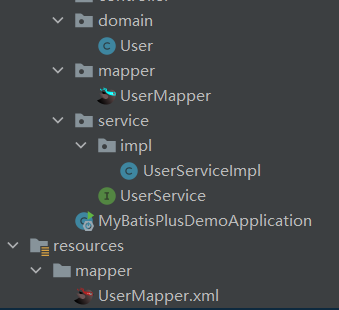 domain
User
mapper
UserMapper
service
impl
UserServiceImpl
UserService
MyBatisPlusDemoApplication
resources
mapper
UserMapper.xml